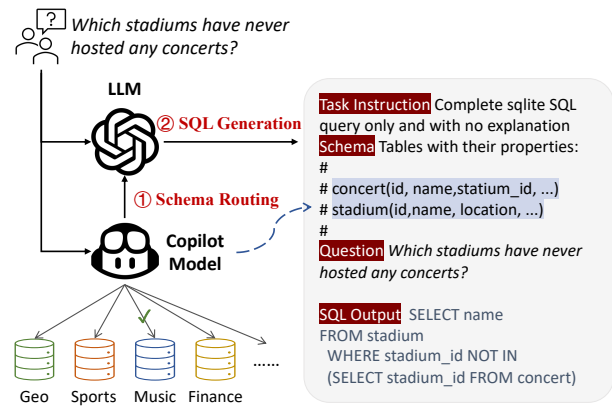 Which stadiums have never
hosted any concerts?
LLM
② SQL Generation
① Schema Routing
Copilot
Model
Geo Sports Music Finance ......
Task Instruction Complete sqlite SQL
query only and with no explanation
Schema Tables with their properties:
#
# concert(id, name,statium_id, ...)
# stadium(id,name, location, ...)
#
Question Which stadiums have never
hosted any concerts?
SQL Output SELECT name
FROM stadium
WHERE stadium_id NOT IN
(SELECT stadium_id FROM concert)